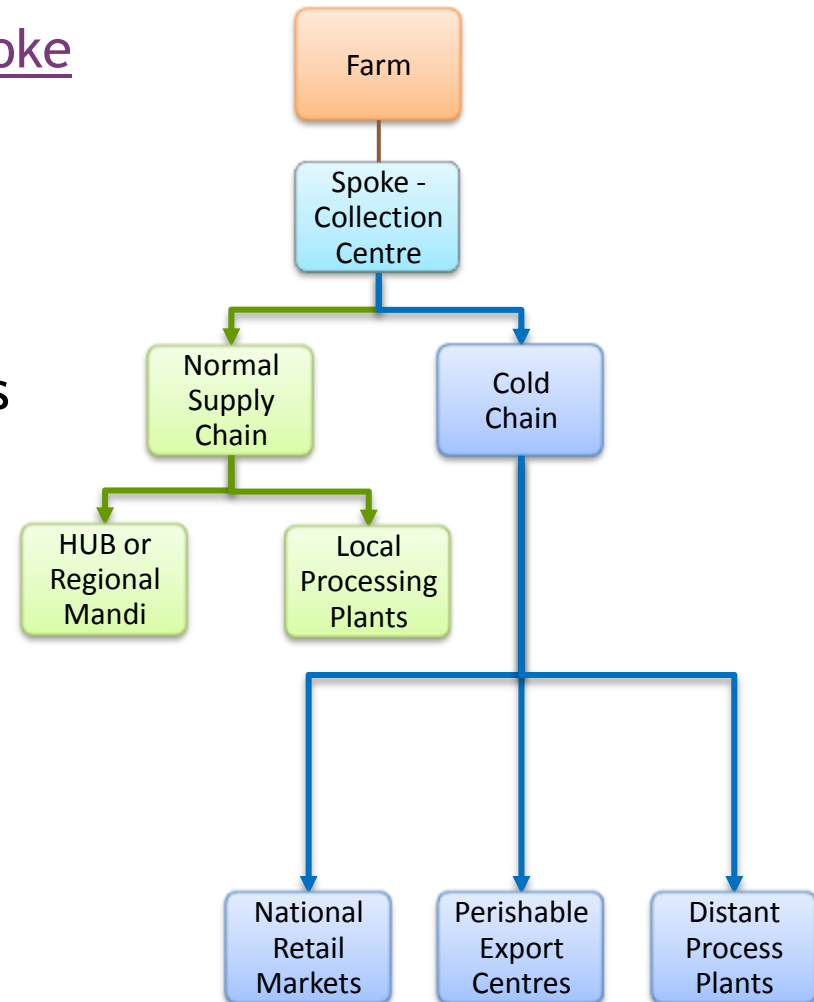 oke
Farm
Spoke -
Collection
Centre
Normal
Supply
Chain
Cold
Chain
s
HUB or
Regional
Mandi
Local
Processing
Plants
National
Retail
Markets
Perishable
Export
Centres
Distant
Process
Plants